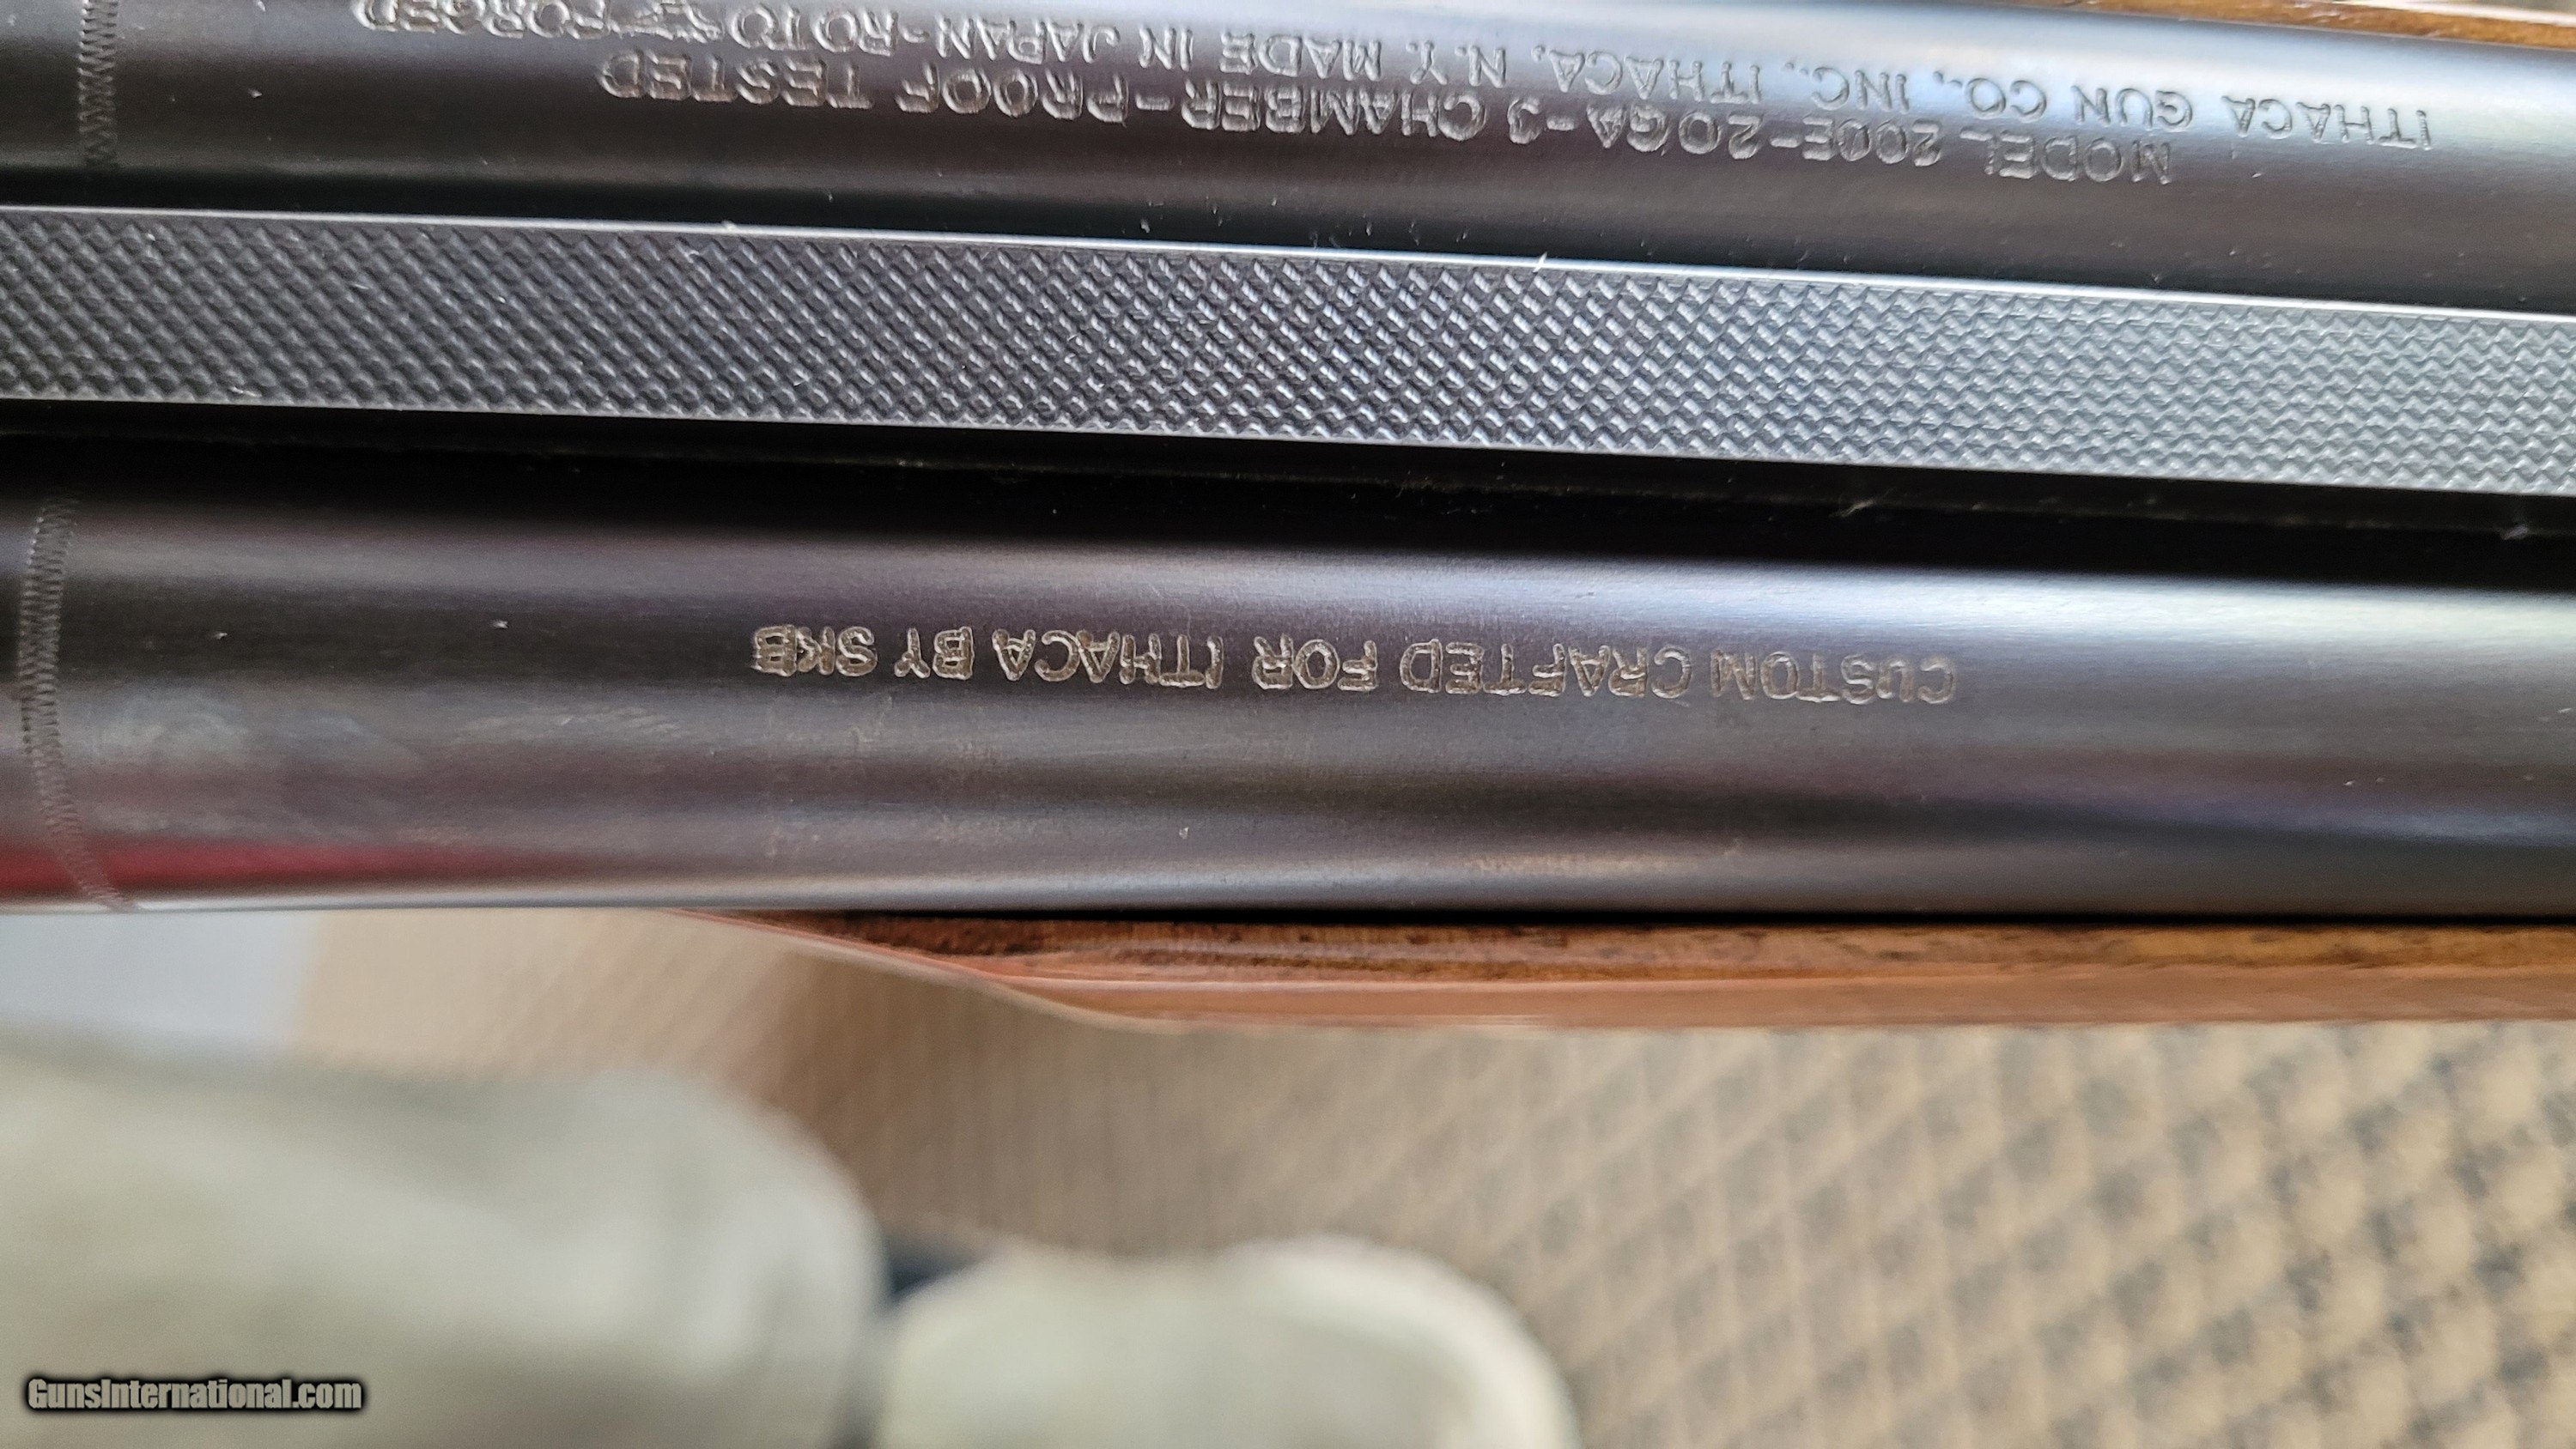 CUSTOM CRAFTED FOR ITHACA BY SKB
MODEL 200E-20GA-3 CHAMBER-PROOF TESTED
ITHACA GUN CO., INC., ITHACA, N.Y. MADE IN JAPAN-ROTO FORGED
GunsInternational.com